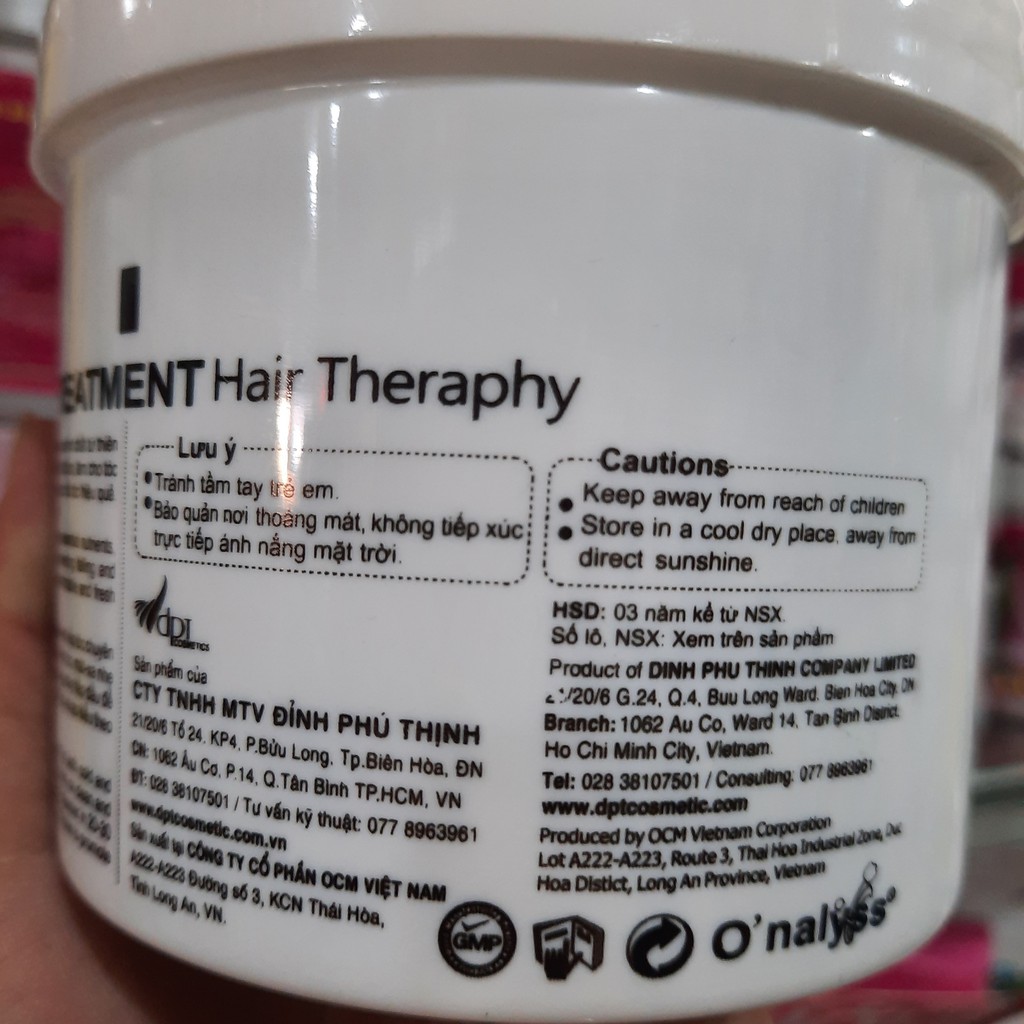 TREATMENT Hair Theraphy
Lưu ý
Tránh tầm tay trẻ em.
Bảo quản nơi thoáng mát, không tiếp xúc
trực tiếp ánh nắng mặt trời.
dpt
COSMETICS
Sản phẩm của
CTY TNHH MTV ĐỈNH PHÚ THỊNH
21/20/6 Tổ 24, KP4, P.Bửu Long, Tp.Biên Hòa, ĐN
CN: 1062 Âu Cơ, P.14, Q.Tân Bình TP.HCM, VN
ĐT: 028 38107501 / Tư vấn kỹ thuật: 077 8963961
www.dptcosmetic.com.vn
Sản xuất tại CÔNG TY CỔ PHẦN OCM VIỆT NAM
A222-A223 Đường số 3, KCN Thái Hòa,
Tỉnh Long An, VN.
Cautions
Keep away from reach of children
Store in a cool dry place, away from
direct sunshine.
HSD: 03 năm kể từ NSX.
Số lô, NSX: Xem trên sản phẩm
Product of DINH PHU THINH COMPANY LIMITED
/20/6 G.24, Q.4, Buu Long Ward. Bien Hoa City, DN
Branch: 1062 Au Co, Ward 14, Tan Binh District,
Ho Chi Minh City, Vietnam.
Tel: 028 38107501 / Consulting: 077 8963961
www.dptcosmetic.com
Produced by OCM Vietnam Corporation
Lot A222-A223, Route 3, Thai Hoa Industrial Zone, Duc
Hoa Distict, Long An Province, Vietnam
GMP
O'nalyss®